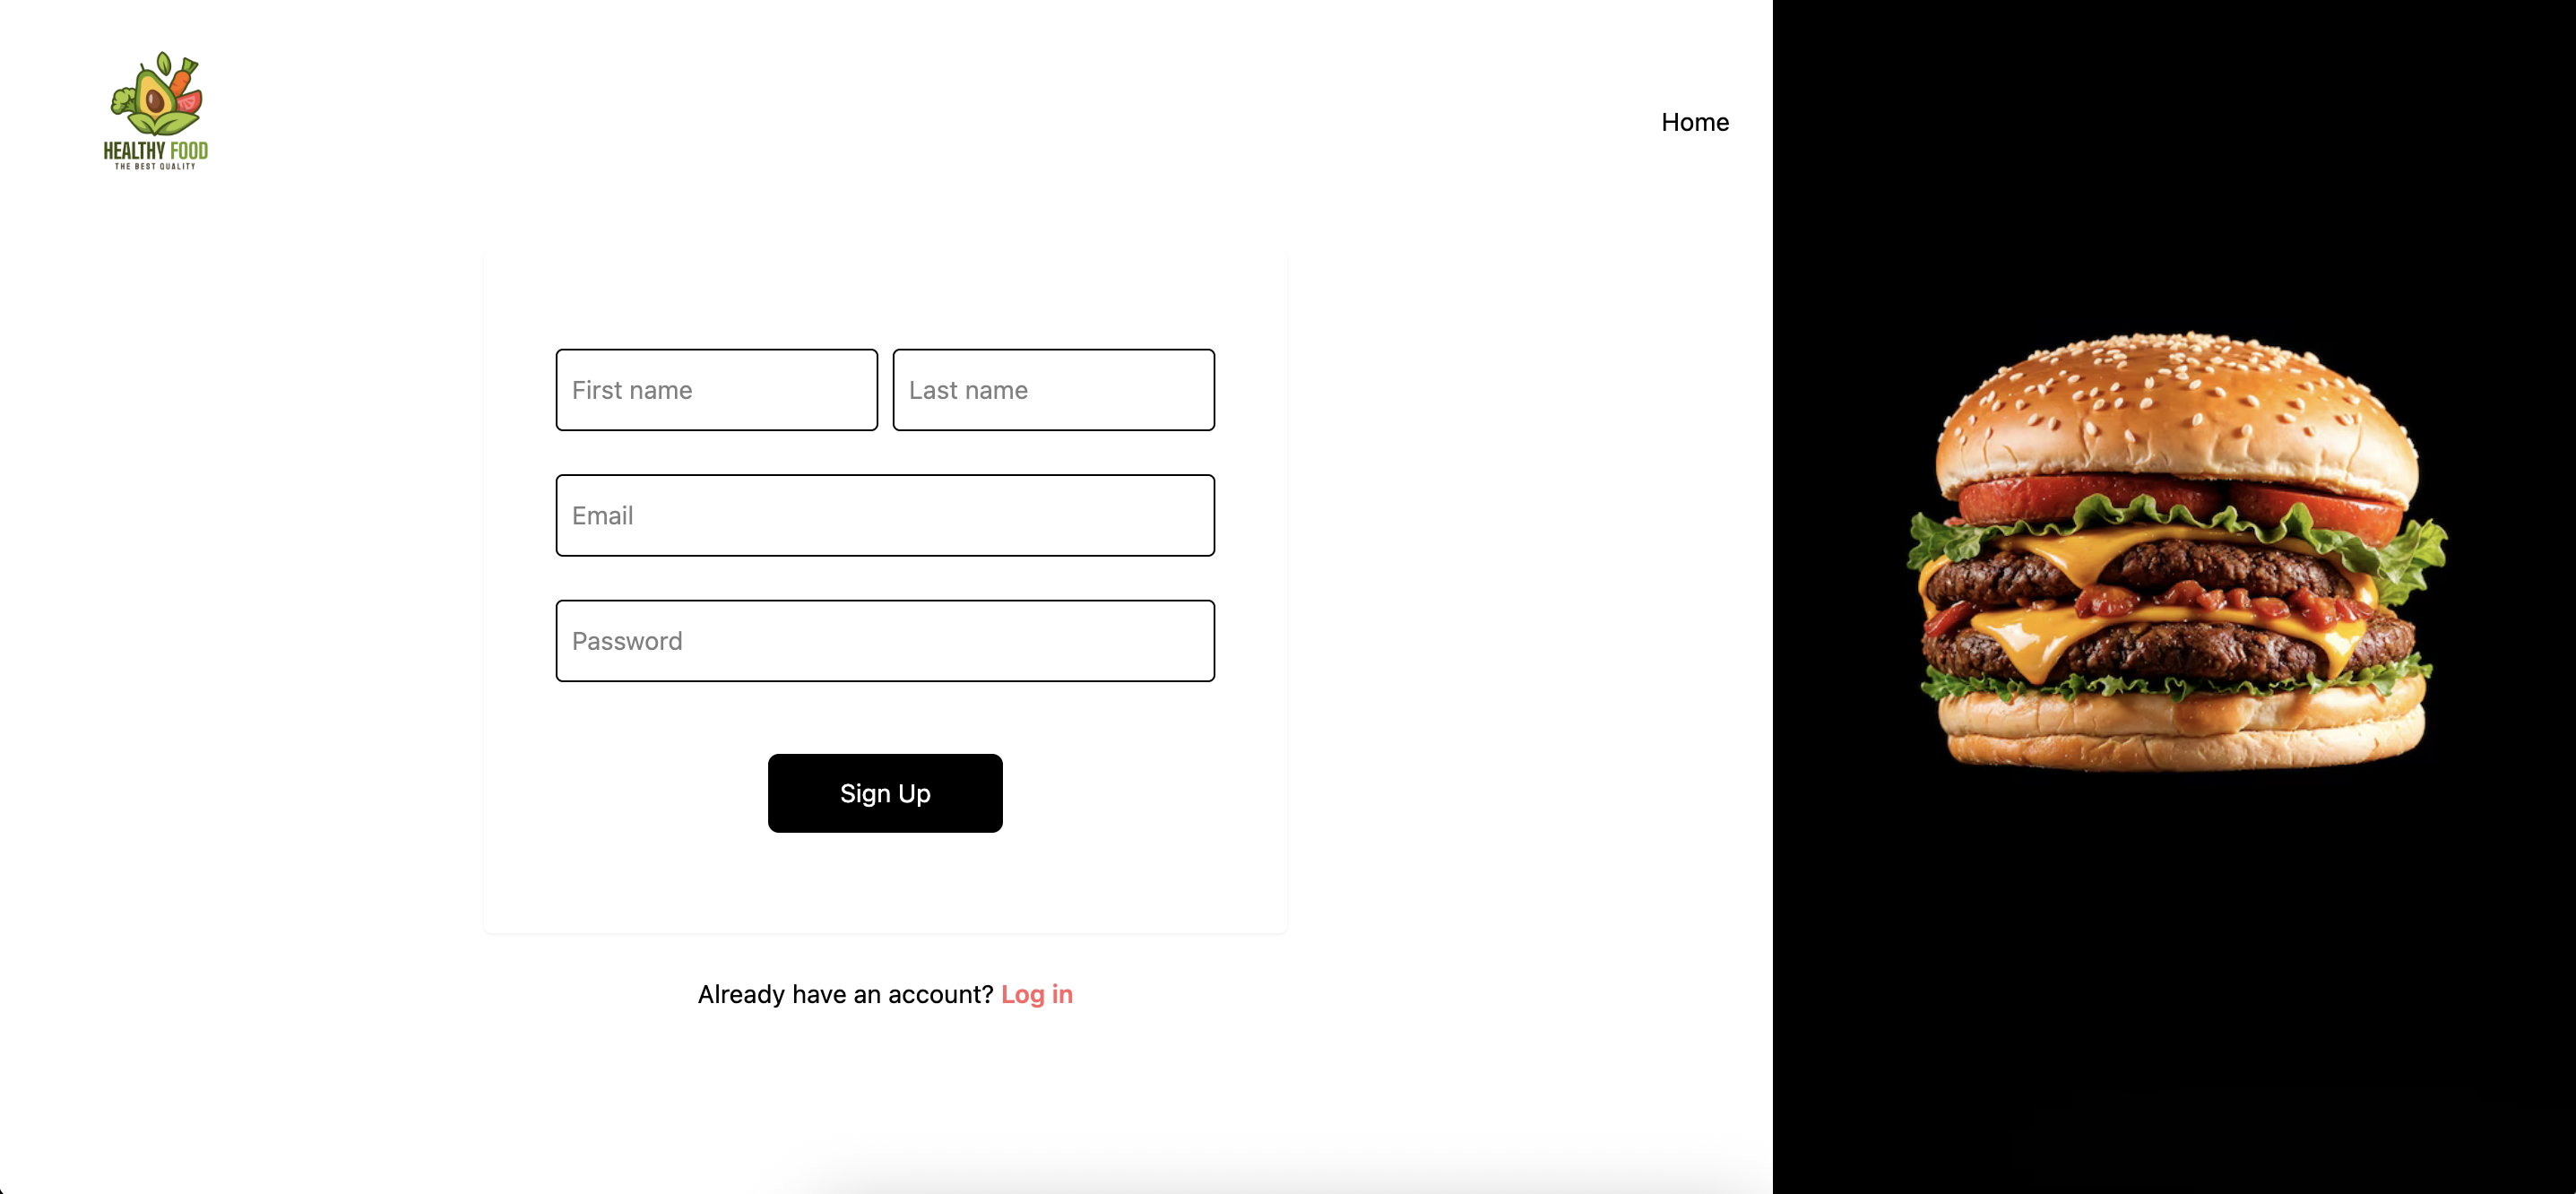 HEALTHY FOOD
THE BEST QUALITY
Home
First name
Last name
Email
Password
Sign Up
Already have an account? Log in